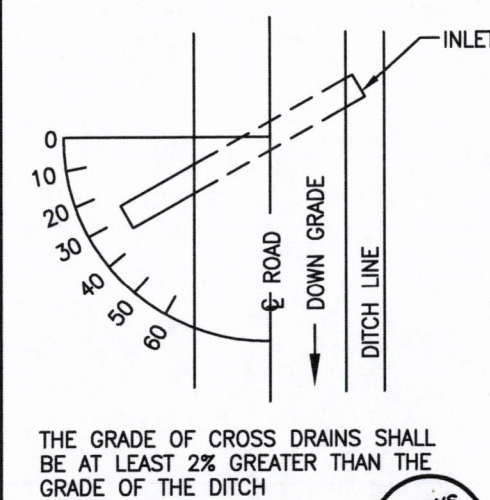 INLET
0
10
20
30
40
50
60
℄ ROAD
DOWN GRADE
DITCH LINE
THE GRADE OF CROSS DRAINS SHALL
BE AT LEAST 2% GREATER THAN THE
GRADE OF THE DITCH